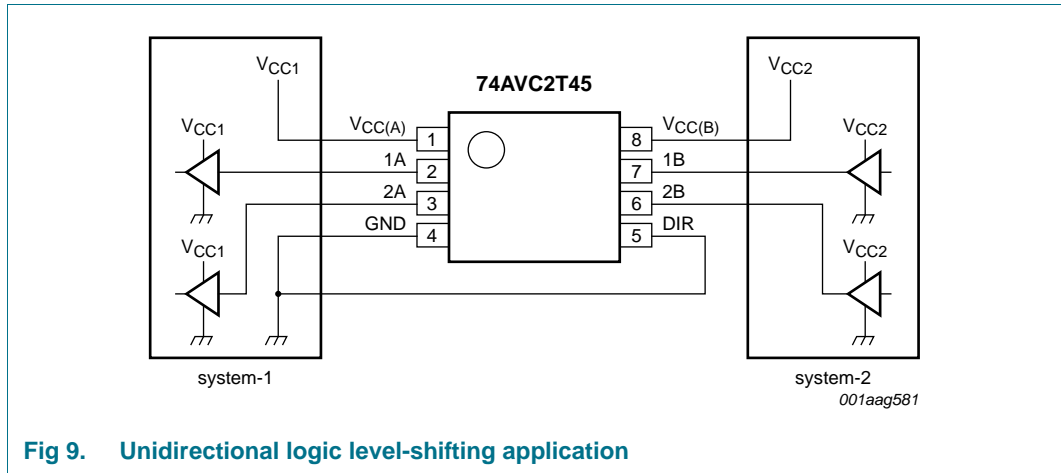 VCC1
VCC2
74AVC2T45
VCC1
VCC(A)
1
8
VCC(B)
VCC2
1A
2
7
1B
2A
3
6
2B
GND
4
5
DIR
VCC1
VCC2
system-1
system-2
001aag581
Fig 9. Unidirectional logic level-shifting application